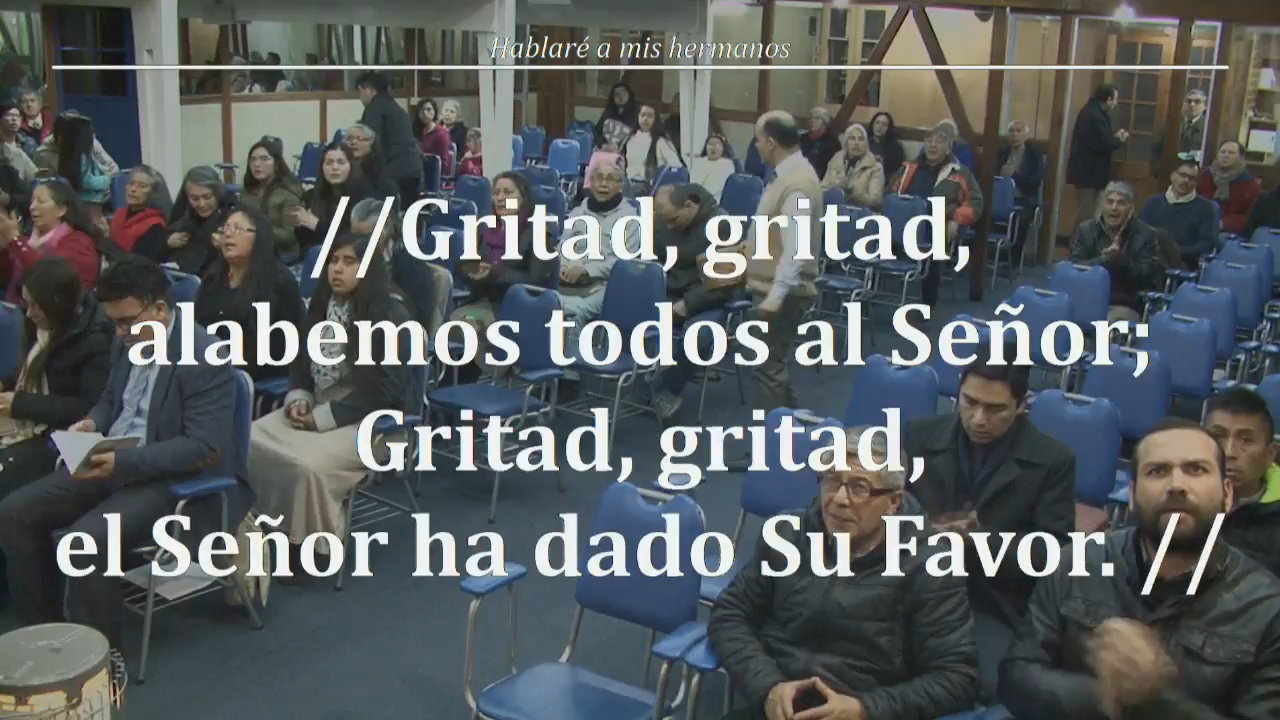 Hablaré a mis hermanos
//Gritad, gritad,
alabemos todos al Señor;
Gritad, gritad,
el Señor ha dado Su Favor. //